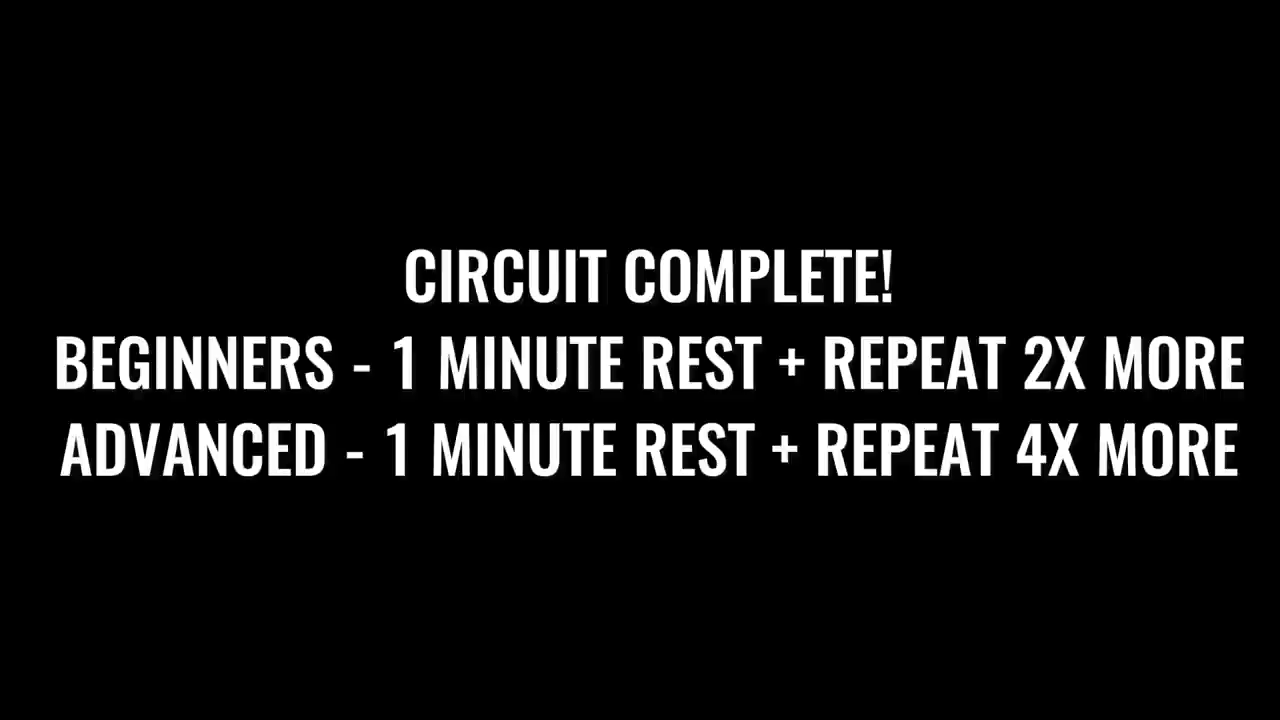 CIRCUIT COMPLETE!
BEGINNERS - 1 MINUTE REST + REPEAT 2X MORE
ADVANCED - 1 MINUTE REST + REPEAT 4X MORE